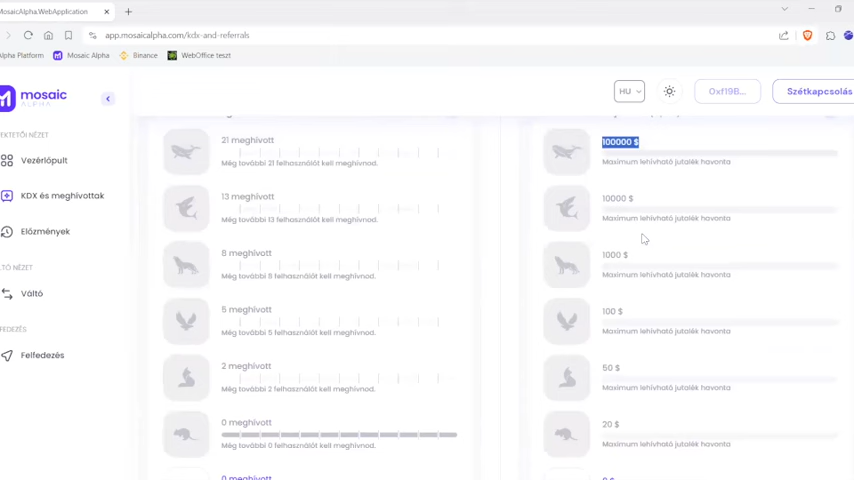 MosaicAlpha.WebApplication
app.mosaicalpha.com/kdx-and-referrals
Alpha Platform
Mosaic Alpha
Binance
WebOffice teszt
mosaic
ALPHA
HU
0xf19B...
Szétkapcsolás
EKTETŐI NÉZET
Vezérlőpult
KDX és meghívottak
Előzmények
LTÓ NÉZET
Váltó
FEDEZÉS
Felfedezés
21 meghívott
Még további 21 felhasználót kell meghívnod.
13 meghívott
Még további 13 felhasználót kell meghívnod.
8 meghívott
Még további 8 felhasználót kell meghívnod.
5 meghívott
Még további 5 felhasználót kell meghívnod.
2 meghívott
Még további 2 felhasználót kell meghívnod.
0 meghívott
Még további 0 felhasználót kell meghívnod.
0 meghívott
100000 $
Maximum lehívható jutalék havonta
10000 $
Maximum lehívható jutalék havonta
1000 $
Maximum lehívható jutalék havonta
100 $
Maximum lehívható jutalék havonta
50 $
Maximum lehívható jutalék havonta
20 $
Maximum lehívható jutalék havonta